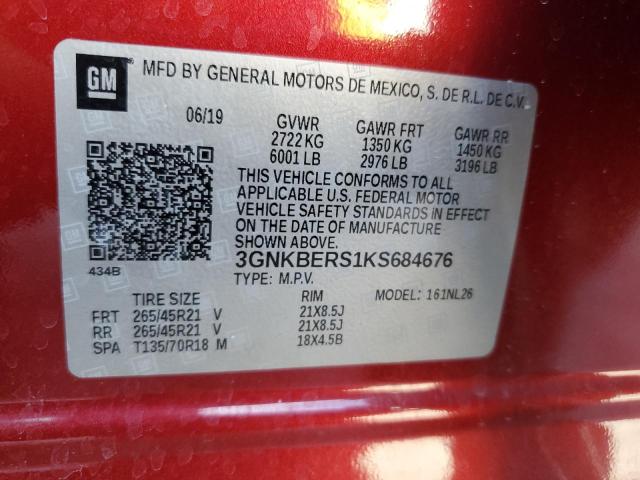 GM
MFD BY GENERAL MOTORS DE MEXICO, S. DE R.L. DE C.V.
06/19 GVWR GAWR FRT GAWR RR
2722 KG 1350 KG 1450 KG
6001 LB 2976 LB 3196 LB
THIS VEHICLE CONFORMS TO ALL
APPLICABLE U.S. FEDERAL MOTOR
VEHICLE SAFETY STANDARDS IN EFFECT
ON THE DATE OF MANUFACTURE
SHOWN ABOVE.
434B 3GNKBERS1KS684676
TYPE: M.P.V.
TIRE SIZE RIM MODEL: 161NL26
FRT 265/45R21 V 21X8.5J
RR 265/45R21 V 21X8.5J
SPA T135/70R18 M 18X4.5B